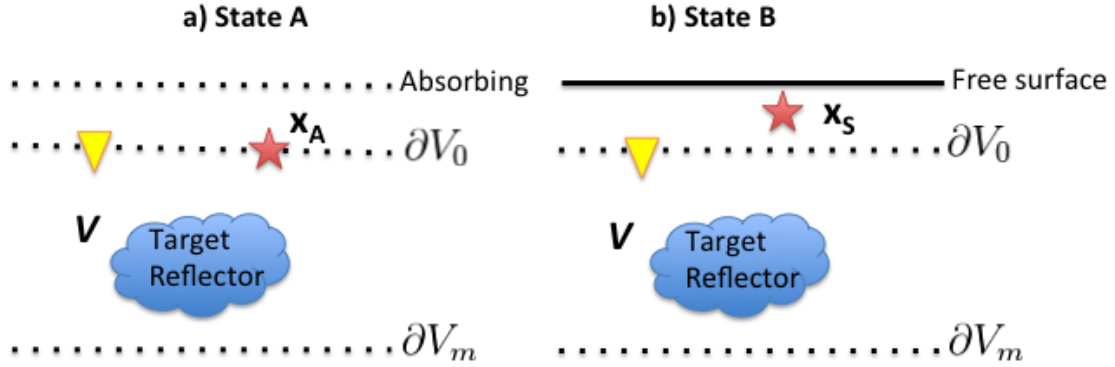 a) State A
b) State B
Absorbing
Free surface
x_A
x_S
∂V_0
∂V_0
V
Target
Reflector
V
Target
Reflector
∂V_m
∂V_m